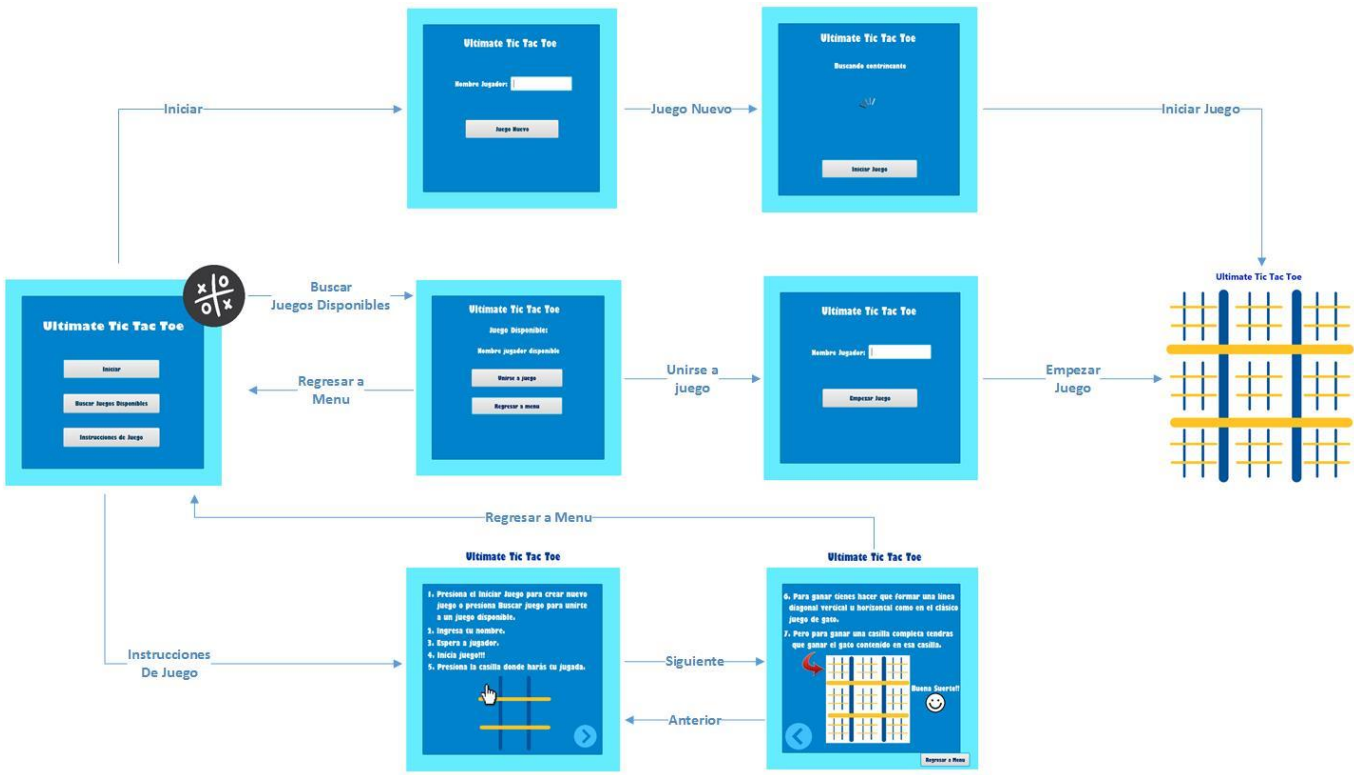 Ultimate Tic Tac Toe
Nombre Jugador:
Juego Nuevo
Iniciar
Juego Nuevo
Ultimate Tic Tac Toe
Buscando contrincante
Iniciar Juego
Iniciar Juego
Ultimate Tic Tac Toe
Iniciar
Buscar Juegos Disponibles
Instrucciones de Juego
x o
o x
Buscar
Juegos Disponibles
Regresar a
Menu
Ultimate Tic Tac Toe
Juego Disponible:
Nombre jugador disponible
Unirse a juego
Regresar a menu
Unirse a
juego
Ultimate Tic Tac Toe
Nombre Jugador:
Empezar Juego
Empezar
Juego
Ultimate Tic Tac Toe
Regresar a Menu
Instrucciones
De Juego
Ultimate Tic Tac Toe
1. Presiona el Iniciar Juego para crear nuevo
juego o presiona Buscar juego para unirte
a un juego disponible.
2. Ingresa tu nombre.
3. Espera a jugador.
4. Inicia juego!!!
5. Presiona la casilla donde harás tu jugada.
Siguiente
Anterior
Ultimate Tic Tac Toe
6. Para ganar tienes hacer que formar una línea
diagonal vertical u horizontal como en el clásico
juego de gato.
7. Pero para ganar una casilla completa tendras
que ganar el gato contenido en esa casilla.
Buena Suerte!!
Regresar a Menu